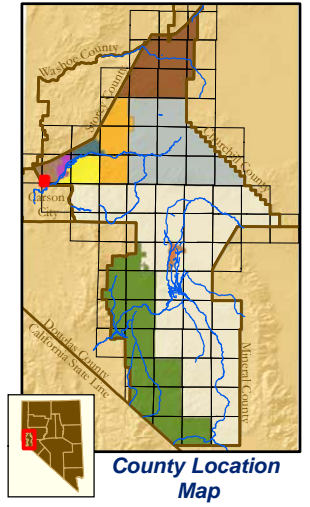 Washoe County
Storey County
Churchill County
Carson
City
Douglas County
California State Line
Mineral County
County Location
Map